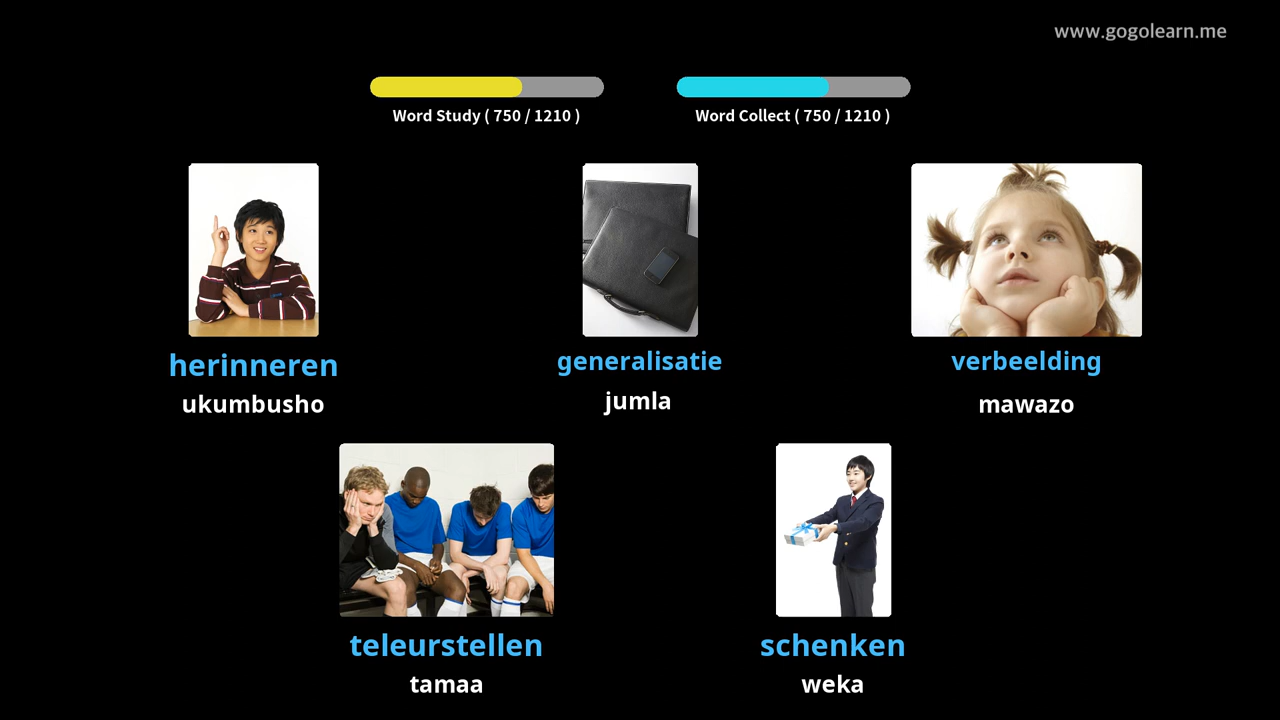 www.gogolearn.me
Word Study ( 750 / 1210 )
Word Collect ( 750 / 1210 )
herinneren
ukumbusho
generalisatie
jumla
verbeelding
mawazo
teleurstellen
tamaa
schenken
weka